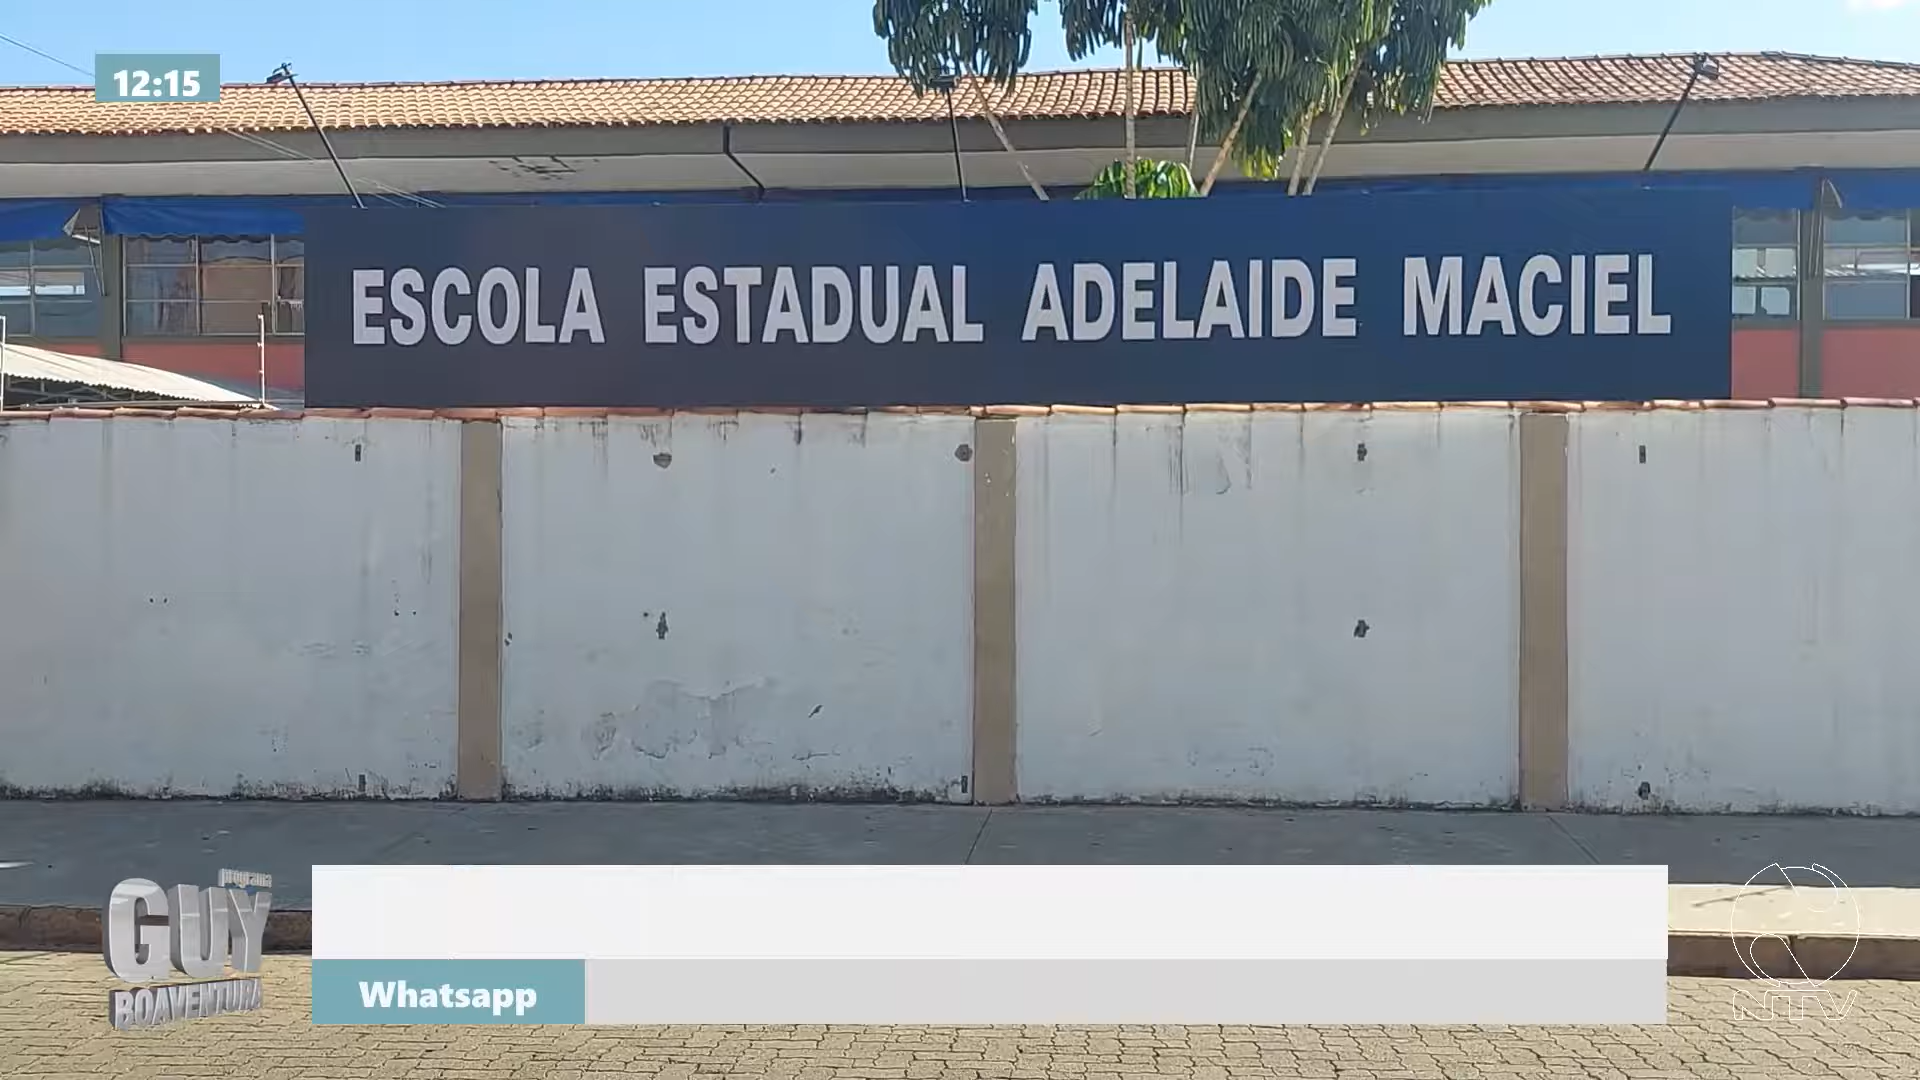 12:15
ESCOLA ESTADUAL ADELAIDE MACIEL
programa
GUY
BOAVENTURA
Whatsapp
NTV